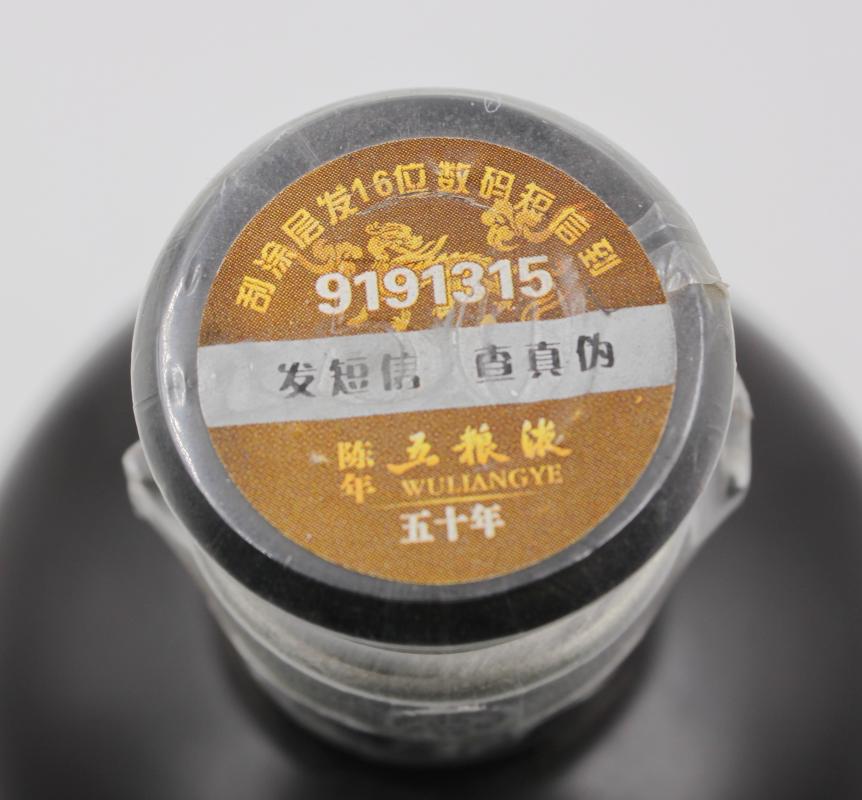 刮涂层发16位数码短信到
9191315
发短信 查真伪
陈年 五粮液
WULIANGYE
五十年